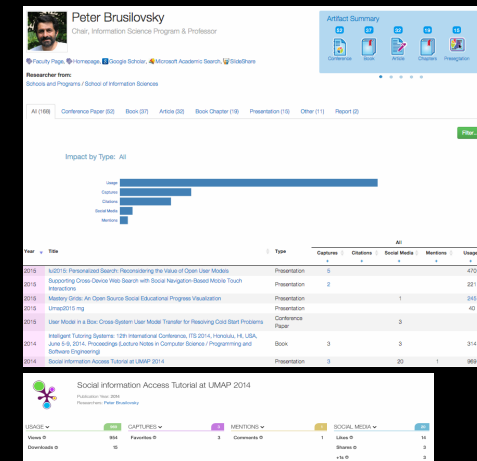 Peter Brusilovsky
Chair, Information Science Program & Professor
Faculty Page, Homepage, Google Scholar, Microsoft Academic Search, SlideShare
Researcher from:
Schools and Programs / School of Information Sciences
Artifact Summary
52 37 32 19 15
Conference Book Article Chapters Presentation
All (168) Conference Paper (52) Book (37) Article (32) Book Chapter (19) Presentation (15) Other (11) Report (2)
Filter...
Impact by Type: All
Usage
Captures
Citations
Social Media
Mentions
All
Year Title Type Captures Citations Social Media Mentions Usage
2015 iui2015: Personalized Search: Reconsidering the Value of Open User Models Presentation 5 470
2015 Supporting Cross-Device Web Search with Social Navigation-Based Mobile Touch Interactions Presentation 2 221
2015 Mastery Grids: An Open Source Social Educational Progress Visualization Presentation 1 245
2015 Umap2015 mg Presentation 40
2015 User Model in a Box: Cross-System User Model Transfer for Resolving Cold Start Problems Conference Paper 3
2014 Intelligent Tutoring Systems: 12th International Conference, ITS 2014, Honolulu, HI, USA, June 5-9, 2014. Proceedings (Lecture Notes in Computer Science / Programming and Software Engineering) Book 3 3 314
2014 Social information Access Tutorial at UMAP 2014 Presentation 3 20 1 969
Social information Access Tutorial at UMAP 2014
Publication Year: 2014
Researchers: Peter Brusilovsky
USAGE 969 CAPTURES 3 MENTIONS 1 SOCIAL MEDIA 20
Views 954 Favorites 3 Comments 1 Likes 14
Downloads 15 Shares 3
+1s 3